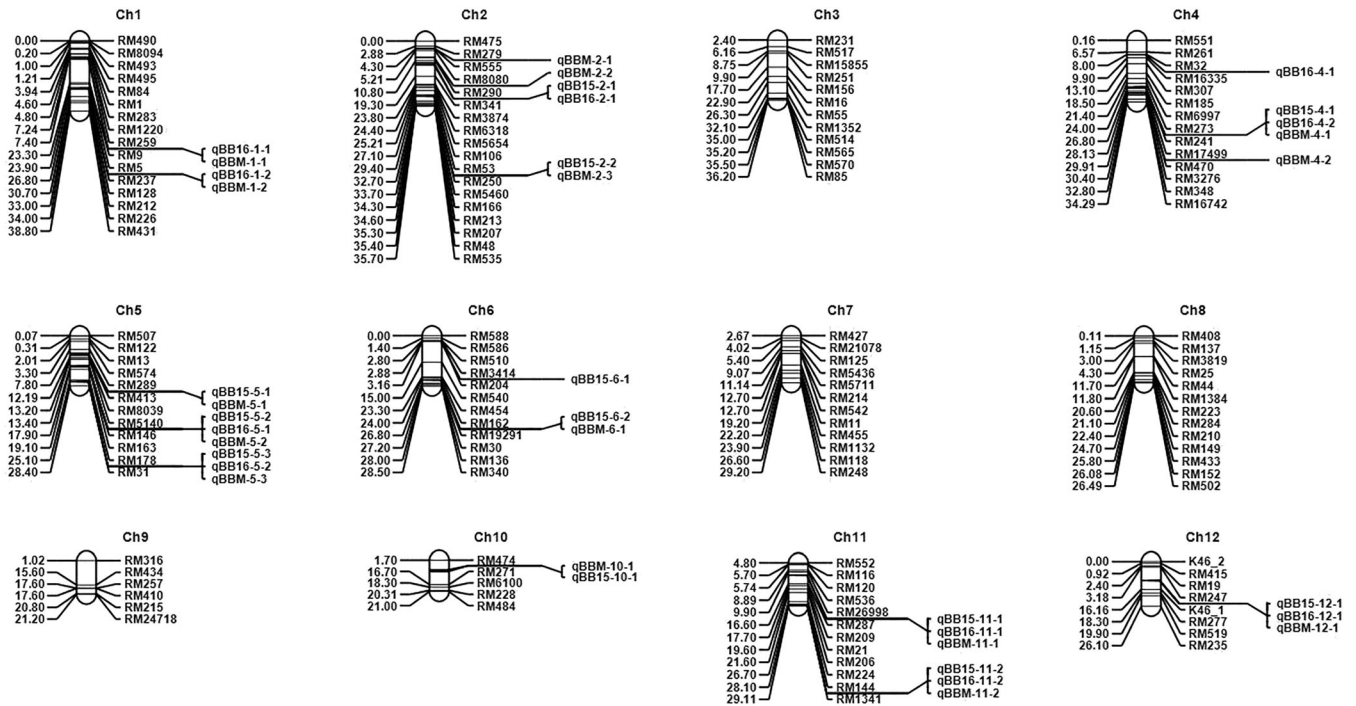 Ch1
0.00 RM490
0.20 RM8094
1.00 RM493
1.21 RM495
3.94 RM84
4.60 RM1
4.80 RM283
7.24 RM1220
7.40 RM259
qBB16-1-1
23.30 RM9
qBBM-1-1
23.90 RM5
qBB16-1-2
26.80 RM237
qBBM-1-2
30.70 RM128
33.00 RM212
34.00 RM226
38.80 RM431
Ch2
0.00 RM475
2.88 RM279
qBBM-2-1
4.30 RM555
qBBM-2-2
5.21 RM8080
qBB15-2-1
10.80 RM290
qBB16-2-1
19.30 RM341
23.80 RM3874
24.40 RM6318
25.21 RM5654
27.10 RM106
qBB15-2-2
29.40 RM53
qBBM-2-3
32.70 RM250
33.70 RM5460
34.30 RM166
34.60 RM213
35.30 RM207
35.40 RM48
35.70 RM535
Ch3
2.40 RM231
6.16 RM517
8.75 RM15855
9.90 RM251
17.70 RM156
22.90 RM16
26.30 RM55
32.10 RM1352
35.00 RM514
35.20 RM565
35.50 RM570
36.20 RM85
Ch4
0.16 RM551
6.57 RM261
8.00 RM32
qBB16-4-1
9.90 RM16335
13.10 RM307
18.50 RM185
qBB15-4-1
21.40 RM6997
qBB16-4-2
24.00 RM273
qBBM-4-1
26.80 RM241
28.13 RM17499
qBBM-4-2
29.91 RM470
30.40 RM3276
32.80 RM348
34.29 RM16742
Ch5
0.07 RM507
0.31 RM122
2.01 RM13
3.30 RM574
7.80 RM289
qBB15-5-1
12.19 RM413
qBBM-5-1
13.20 RM8039
qBB15-5-2
13.40 RM5140
qBB16-5-1
17.90 RM146
qBBM-5-2
19.10 RM163
qBB15-5-3
25.10 RM178
qBB16-5-2
28.40 RM31
qBBM-5-3
Ch6
0.00 RM588
1.40 RM586
2.80 RM510
2.88 RM3414
qBB15-6-1
3.16 RM204
15.00 RM540
23.30 RM454
qBB15-6-2
24.00 RM162
qBBM-6-1
26.80 RM19291
27.20 RM30
28.00 RM136
28.50 RM340
Ch7
2.67 RM427
4.02 RM21078
5.40 RM125
9.07 RM5436
11.14 RM5711
12.70 RM214
12.70 RM542
19.20 RM11
22.20 RM455
23.90 RM1132
26.60 RM118
29.20 RM248
Ch8
0.11 RM408
1.15 RM137
3.00 RM3819
4.30 RM25
11.70 RM44
11.80 RM1384
20.60 RM223
21.10 RM284
22.40 RM210
24.70 RM149
25.80 RM433
26.08 RM152
26.49 RM502
Ch9
1.02 RM316
15.60 RM434
17.60 RM257
17.60 RM410
20.80 RM215
21.20 RM24718
Ch10
1.70 RM474
qBBM-10-1
16.70 RM271
qBB15-10-1
18.30 RM6100
20.31 RM228
21.00 RM484
Ch11
4.80 RM552
5.70 RM116
5.74 RM120
8.89 RM536
9.90 RM26998
qBB15-11-1
16.60 RM287
qBB16-11-1
17.70 RM209
qBBM-11-1
19.60 RM21
21.60 RM206
qBB15-11-2
26.70 RM224
qBB16-11-2
28.10 RM144
qBBM-11-2
29.11 RM1341
Ch12
0.00 K46_2
0.92 RM415
2.40 RM19
3.18 RM247
qBB15-12-1
16.16 K46_1
qBB16-12-1
18.30 RM277
qBBM-12-1
19.90 RM519
26.10 RM235